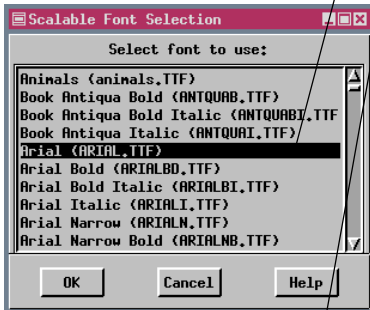 Scalable Font Selection
Select font to use:
Animals (animals.TTF)
Book Antiqua Bold (ANTQUAB.TTF)
Book Antiqua Bold Italic (ANTQUABI.TTF
Book Antiqua Italic (ANTQUAI.TTF)
Arial (ARIAL.TTF)
Arial Bold (ARIALBD.TTF)
Arial Bold Italic (ARIALBI.TTF)
Arial Italic (ARIALI.TTF)
Arial Narrow (ARIALN.TTF)
Arial Narrow Bold (ARIALNB.TTF)
OK Cancel Help